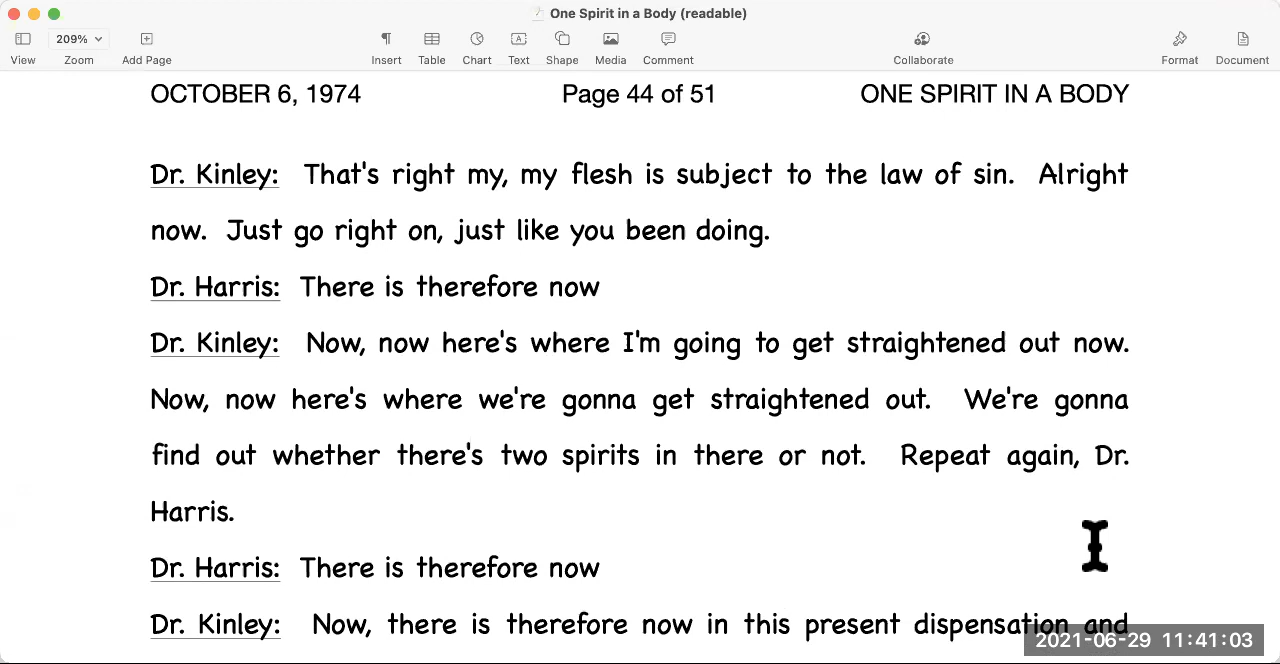 One Spirit in a Body (readable)
209%
View Zoom Add Page Insert Table Chart Text Shape Media Comment Collaborate Format Document
OCTOBER 6, 1974 Page 44 of 51 ONE SPIRIT IN A BODY
Dr. Kinley: That's right my, my flesh is subject to the law of sin. Alright
now. Just go right on, just like you been doing.
Dr. Harris: There is therefore now
Dr. Kinley: Now, now here's where I'm going to get straightened out now.
Now, now here's where we're gonna get straightened out. We're gonna
find out whether there's two spirits in there or not. Repeat again, Dr.
Harris.
Dr. Harris: There is therefore now
Dr. Kinley: Now, there is therefore now in this present dispensation and
2021-06-29 11:41:03